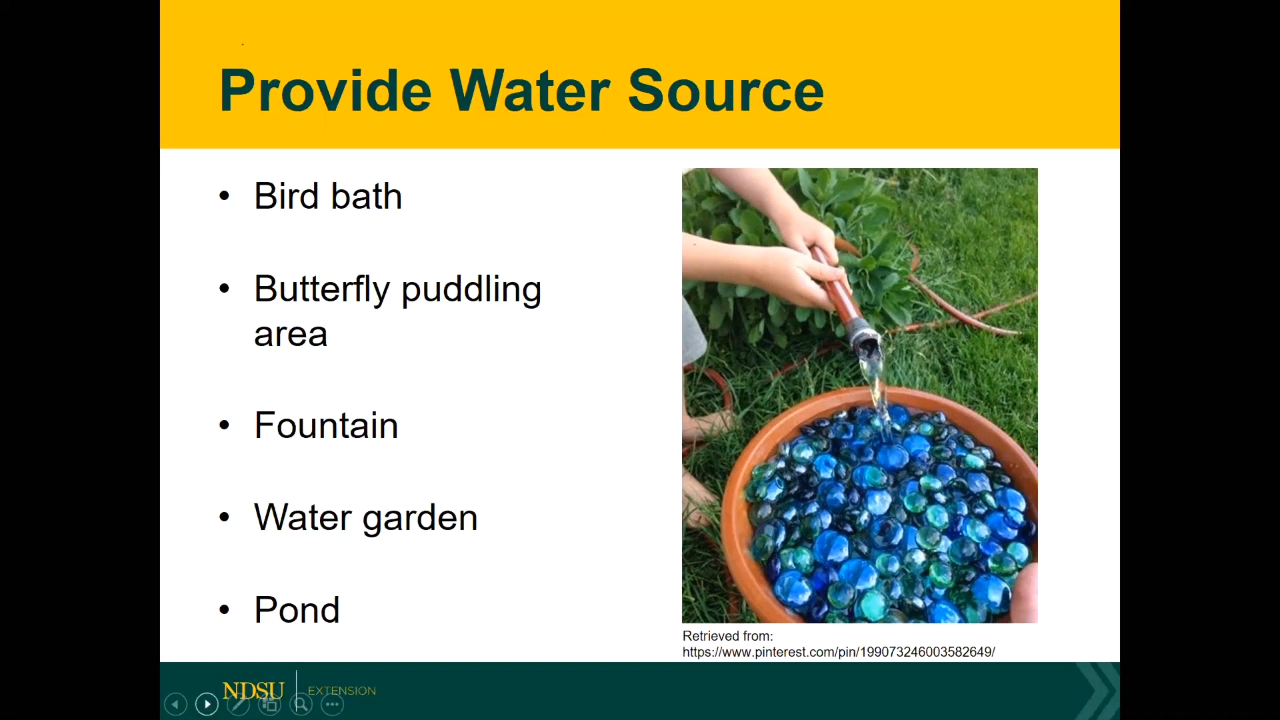 Provide Water Source
• Bird bath
• Butterfly puddling
area
• Fountain
• Water garden
• Pond
Retrieved from:
https://www.pinterest.com/pin/199073246003582649/
NDSU EXTENSION